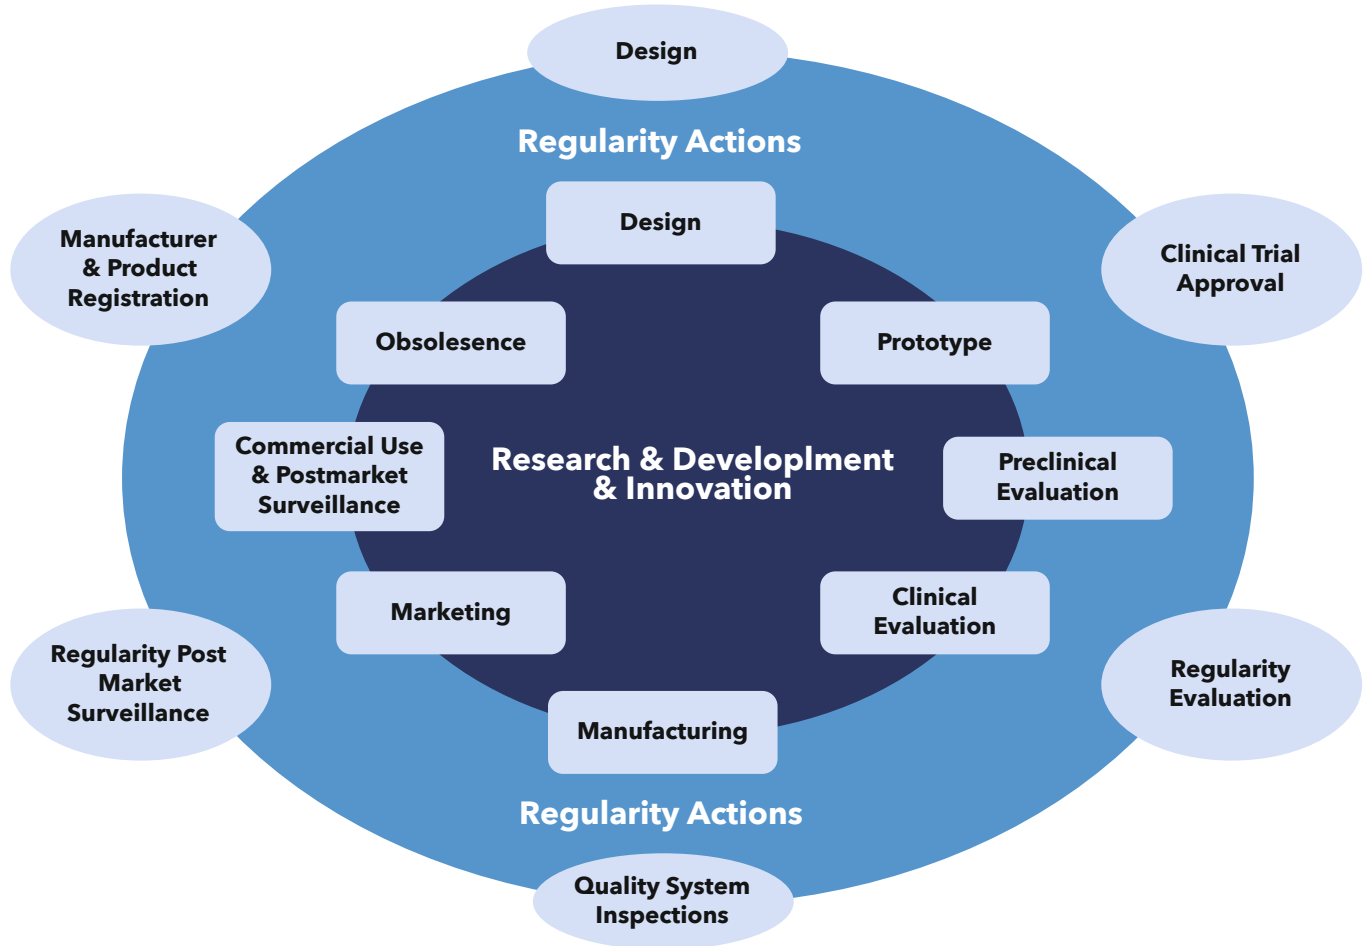 Design
Regularity Actions
Design
Manufacturer
& Product
Registration
Clinical Trial
Approval
Obsolesence
Prototype
Commercial Use
& Postmarket
Surveillance
Research & Developlment
& Innovation
Preclinical
Evaluation
Marketing
Clinical
Evaluation
Regularity Post
Market
Surveillance
Regularity
Evaluation
Manufacturing
Regularity Actions
Quality System
Inspections